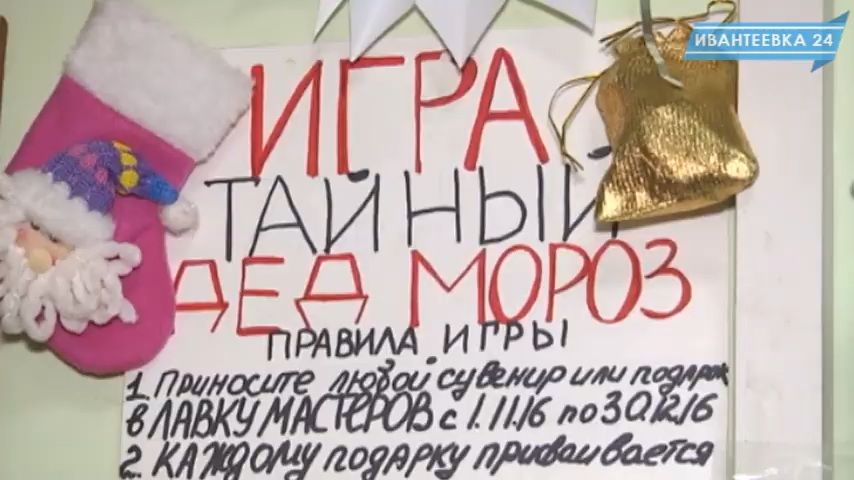 ИВАНТЕЕВКА 24
ИГРА
ТАЙНЫЙ
ДЕД МОРОЗ
ПРАВИЛА ИГРЫ
1. ПРИНОСИТЕ ЛЮБОЙ СУВЕНИР ИЛИ ПОДАРОК
В ЛАВКУ МАСТЕРОВ С 1.11.16 ПО 30.12.16
2. КАЖДОМУ ПОДАРКУ ПРИСВАИВАЕТСЯ